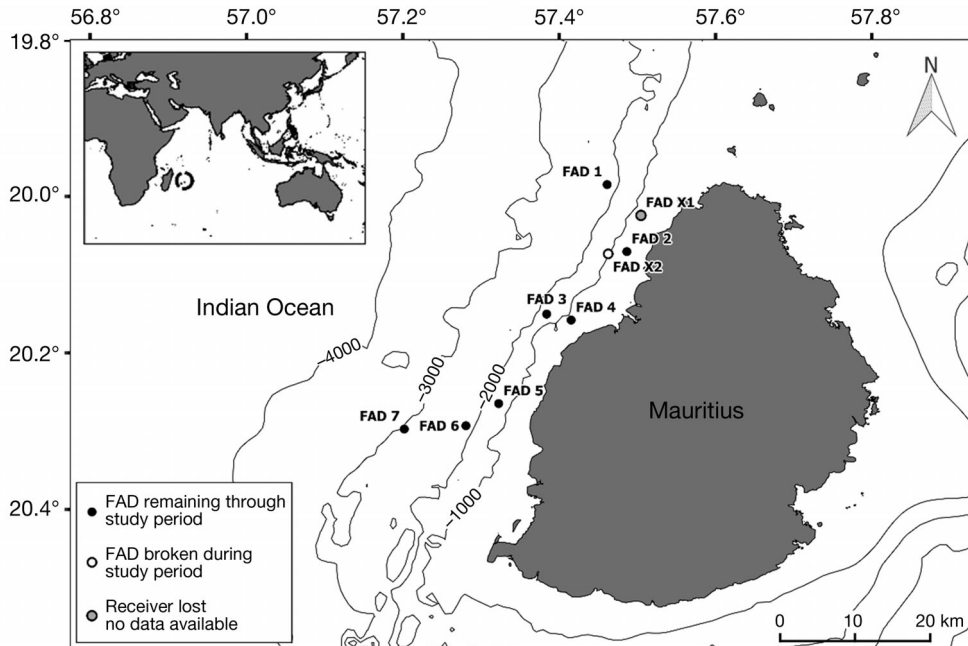 56.8° 57.0° 57.2° 57.4° 57.6° 57.8°
19.8°
N
FAD 1
20.0°
FAD X1
FAD 2
FAD X2
Indian Ocean
FAD 3
FAD 4
20.2°
–4000
–3000
–2000
FAD 5
Mauritius
FAD 7
FAD 6
–1000
20.4°
FAD remaining through
study period
FAD broken during
study period
Receiver lost
no data available
0 10 20 km